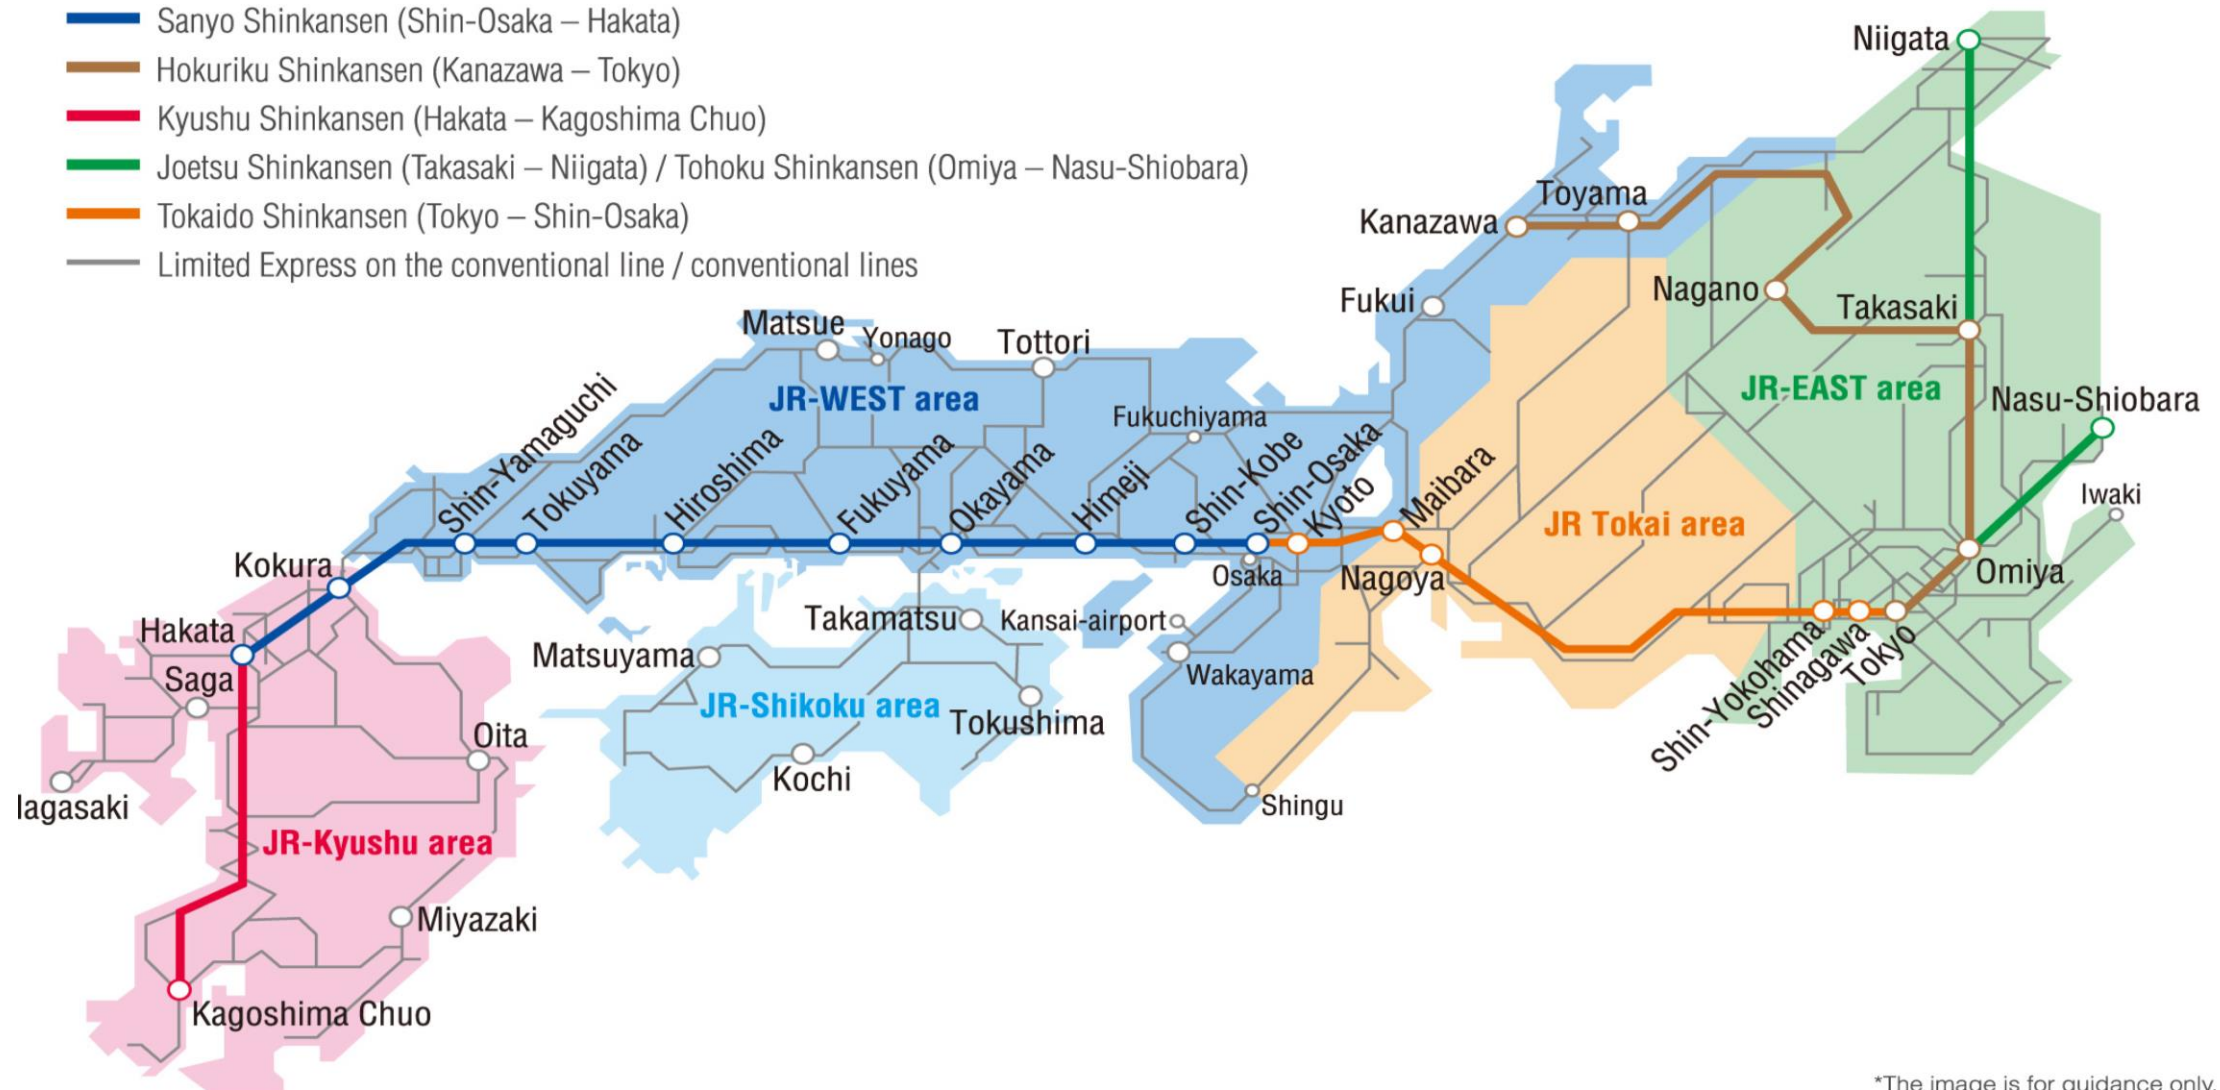 Sanyo Shinkansen (Shin-Osaka – Hakata)
Hokuriku Shinkansen (Kanazawa – Tokyo)
Kyushu Shinkansen (Hakata – Kagoshima Chuo)
Joetsu Shinkansen (Takasaki – Niigata) / Tohoku Shinkansen (Omiya – Nasu-Shiobara)
Tokaido Shinkansen (Tokyo – Shin-Osaka)
Limited Express on the conventional line / conventional lines
Niigata
Toyama
Kanazawa
Fukui
Nagano
Takasaki
Matsue
Yonago
Tottori
JR-WEST area
JR-EAST area
Nasu-Shiobara
Fukuchiyama
Shin-Yamaguchi
Tokuyama
Hiroshima
Fukuyama
Okayama
Himeji
Shin-Kobe
Shin-Osaka
Kyoto
Maibara
JR Tokai area
Iwaki
Kokura
Osaka
Nagoya
Omiya
Hakata
Takamatsu
Kansai-airport
Matsuyama
Saga
Wakayama
Shin-Yokohama
Shinagawa
Tokyo
JR-Shikoku area
Tokushima
Oita
Kochi
lagasaki
Shingu
JR-Kyushu area
Miyazaki
Kagoshima Chuo
*The image is for guidance only.